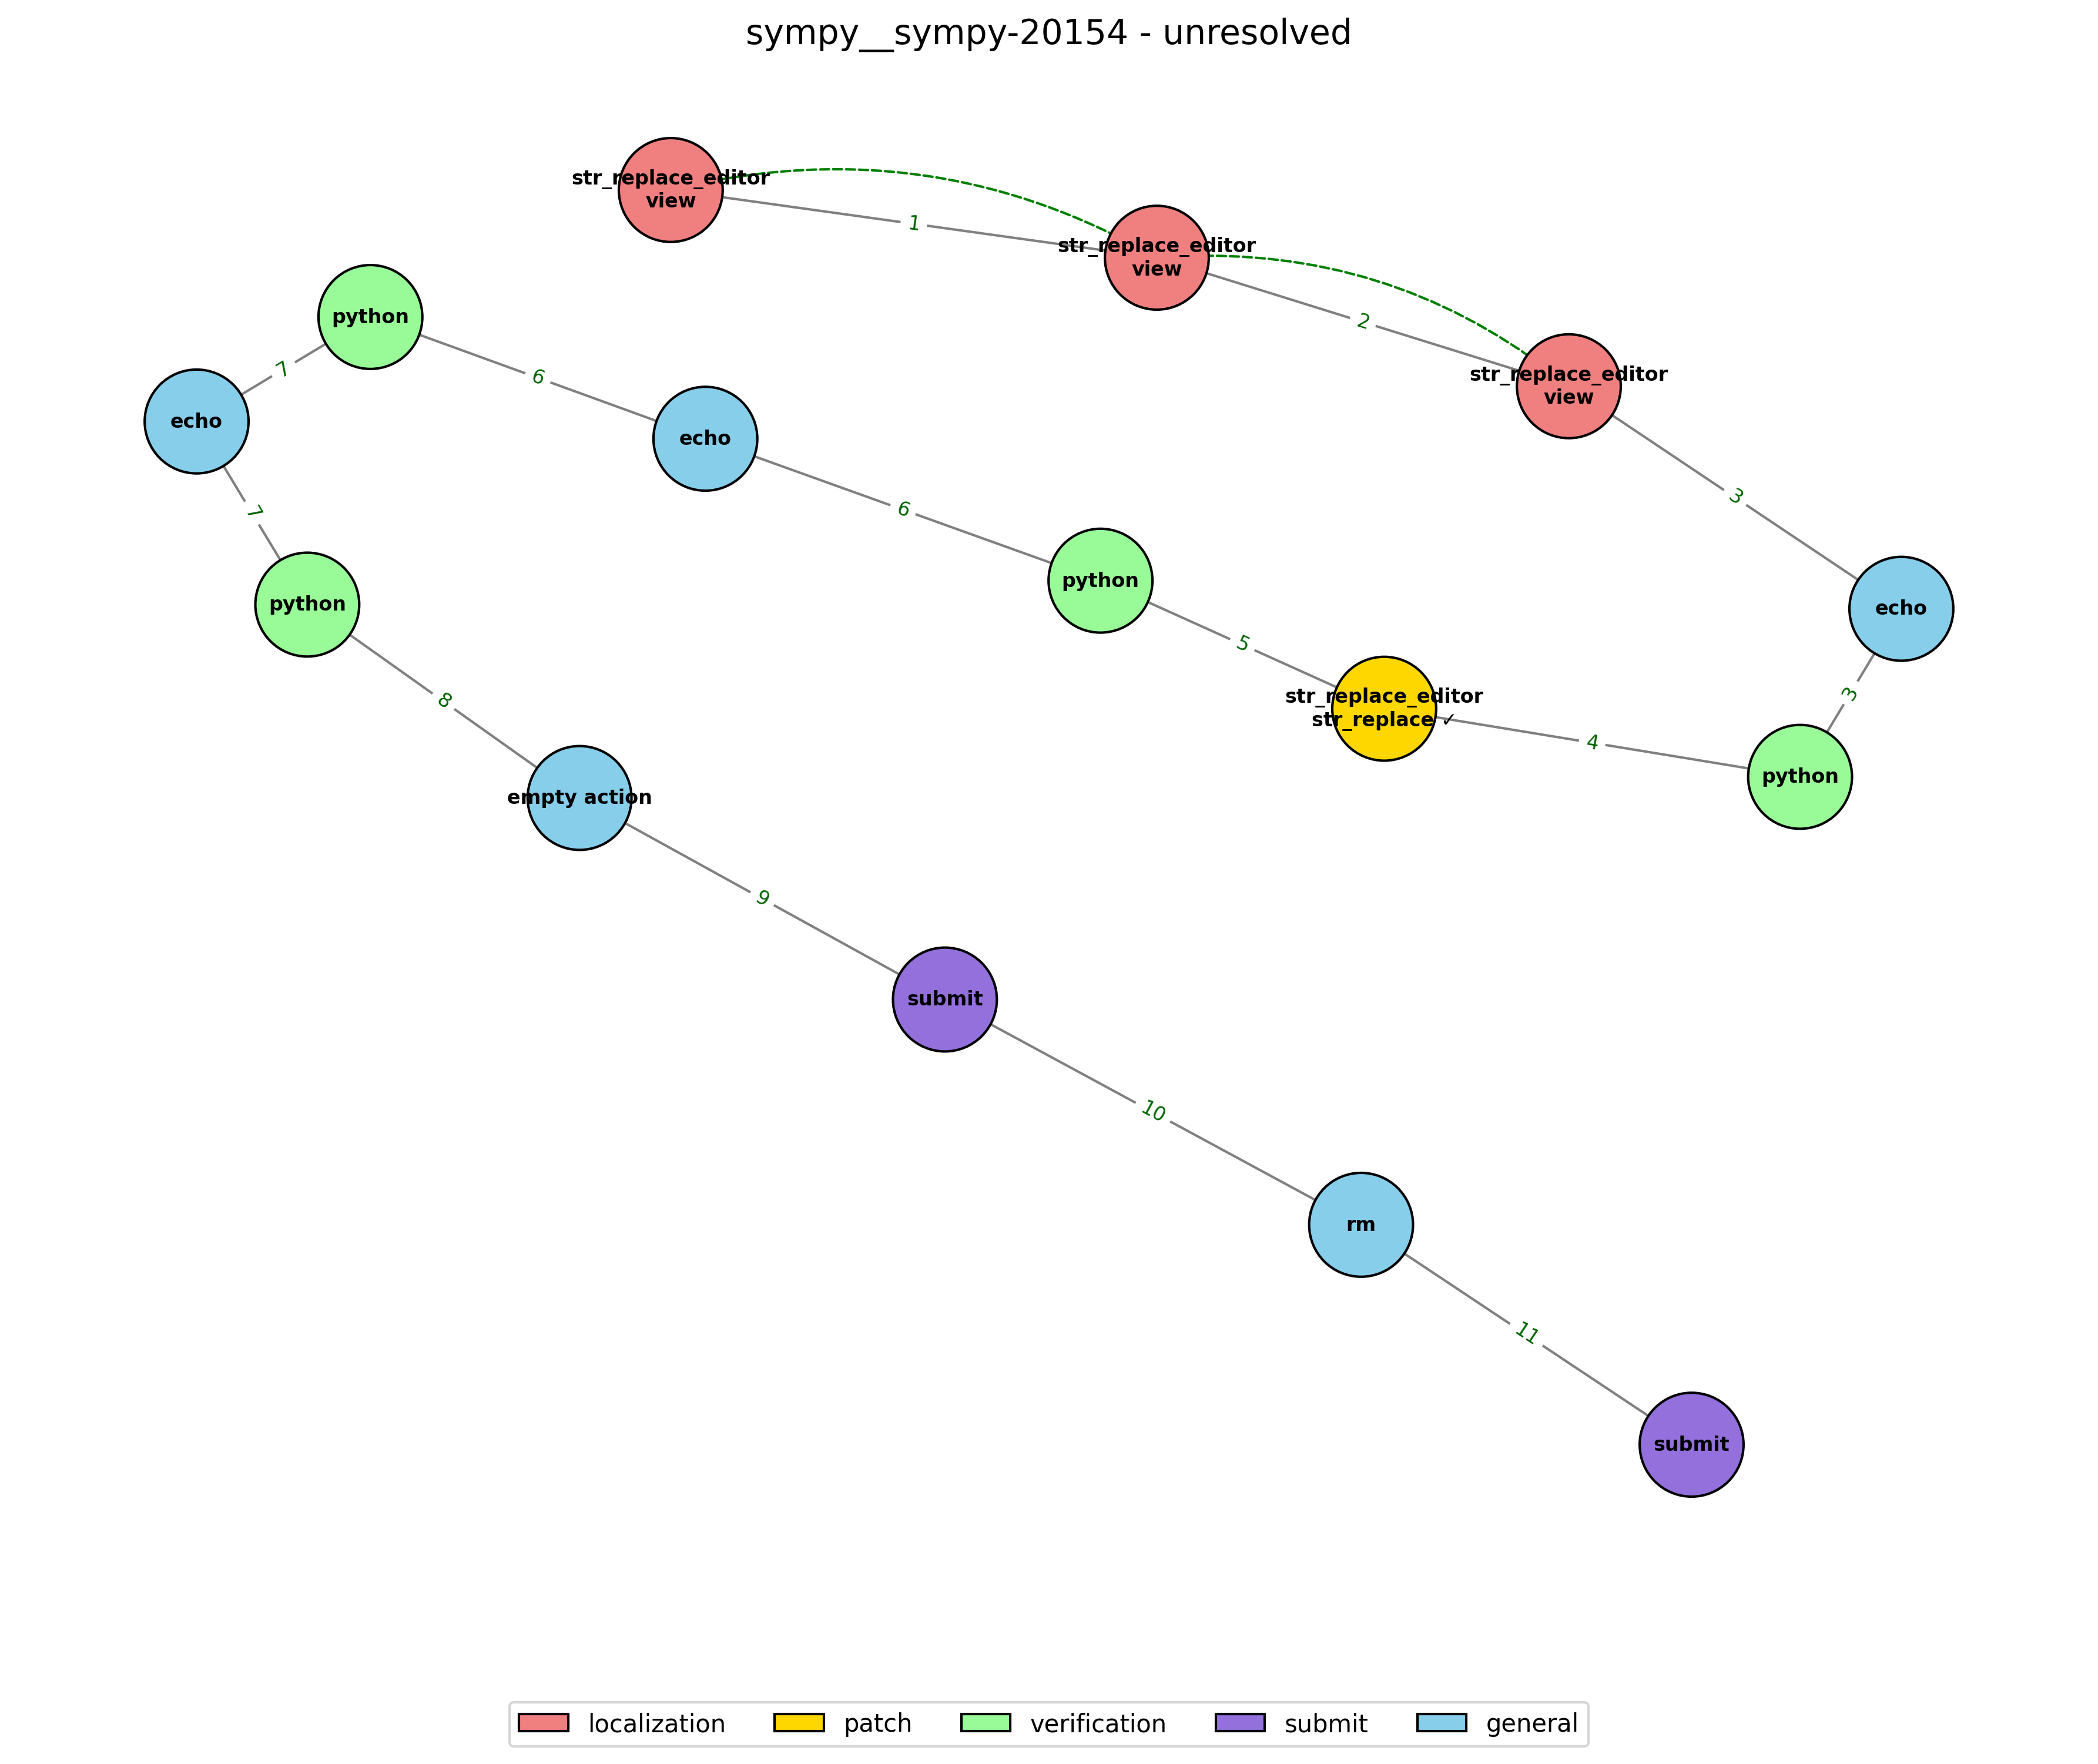 sympy__sympy-20154 - unresolved
str_replace_editor
view
1
str_replace_editor
view
2
str_replace_editor
view
3
echo
3
python
4
str_replace_editor
str_replace ✓
5
python
6
echo
6
python
7
echo
7
python
8
empty action
9
submit
10
rm
11
submit
localization
patch
verification
submit
general